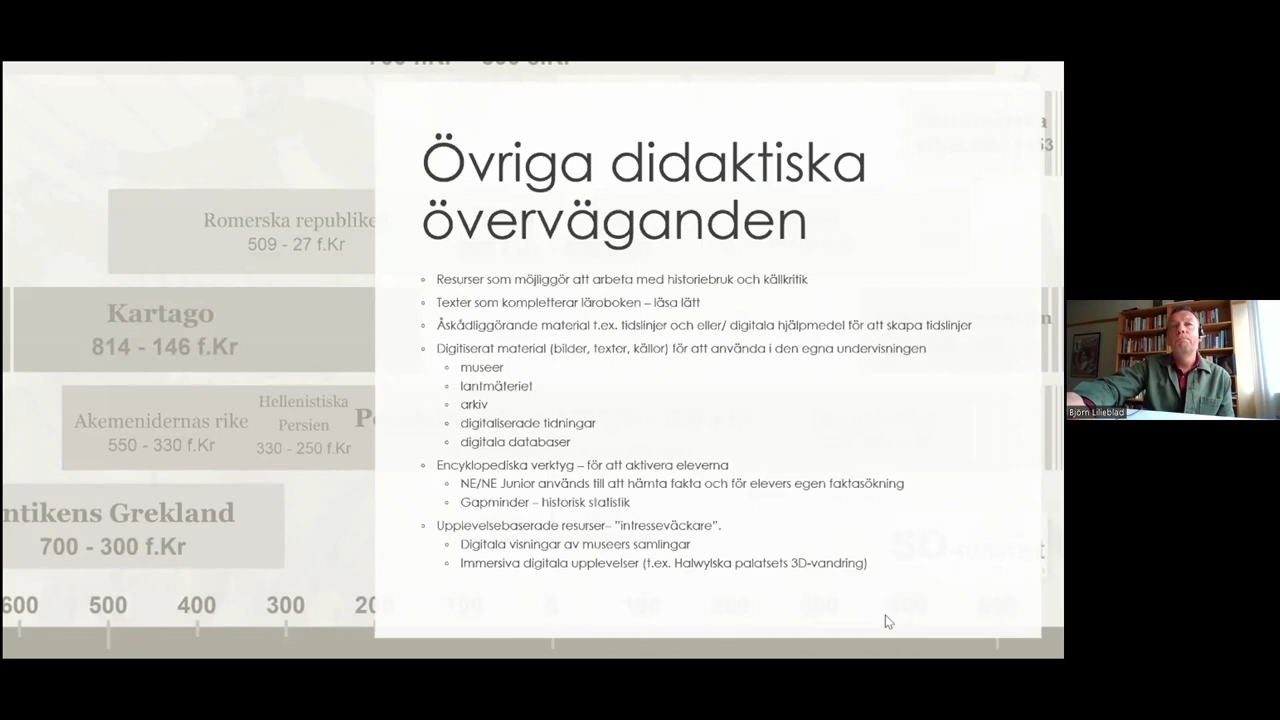 Övriga didaktiska
överväganden
Resurser som möjliggör att arbeta med historiebruk och källkritik
Texter som kompletterar läroboken – läsa lätt
Åskådliggörande material t.ex. tidslinjer och eller/ digitala hjälpmedel för att skapa tidslinjer
Digitiserat material (bilder, texter, källor) för att använda i den egna undervisningen
museer
lantmäteriet
arkiv
digitaliserade tidningar
digitala databaser
Encyklopediska verktyg – för att aktivera eleverna
NE/NE Junior används till att hämta fakta och för elevers egen faktasökning
Gapminder – historisk statistik
Upplevelsebaserade resurser– ”intresseväckare”.
Digitala visningar av museers samlingar
Immersiva digitala upplevelser (t.ex. Halwylska palatsets 3D-vandring)
Romerska republike
509 - 27 f.Kr
Kartago
814 - 146 f.Kr
Akemenidernas rike
550 - 330 f.Kr
Hellenistiska
Persien
330 - 250 f.Kr
ntikens Grekland
700 - 300 f.Kr
600 500 400 300 200 100
Björn Lilleblad